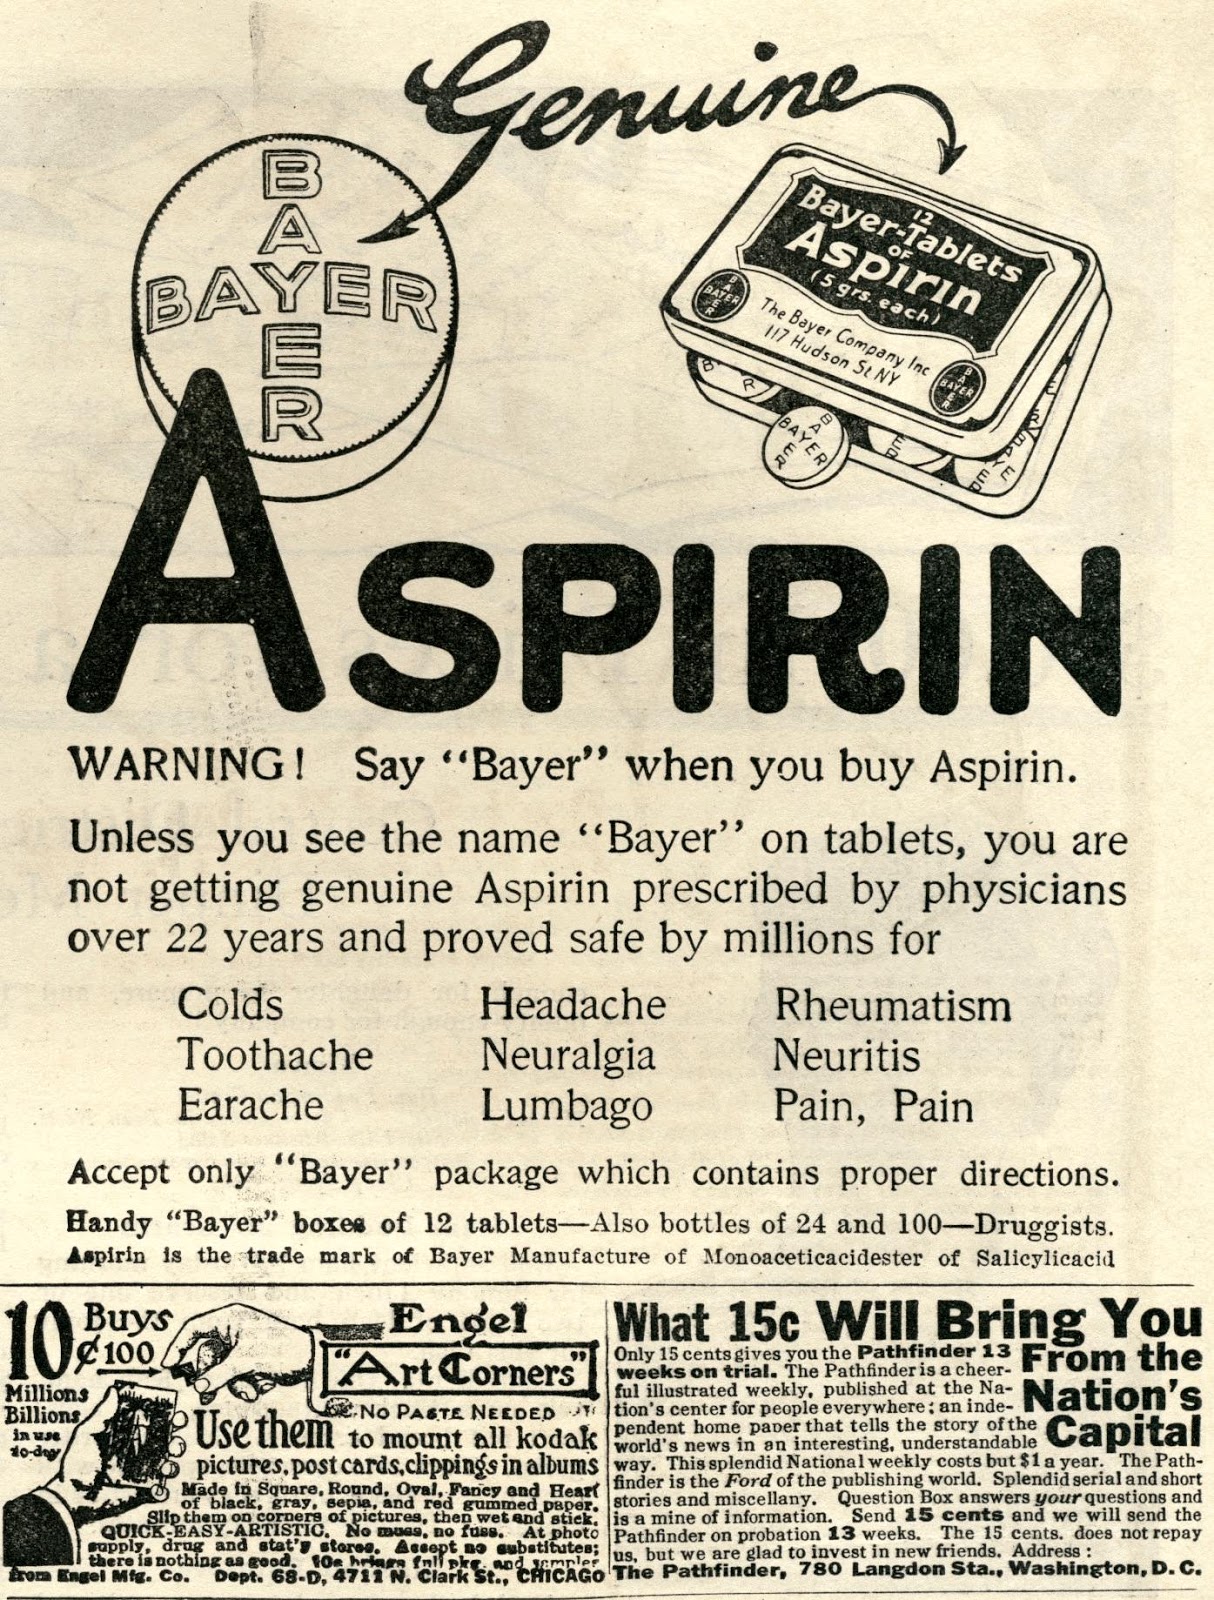 Genuine
BAYER
BAYER
12
Bayer-Tablets
OF
Aspirin
(5 grs. each)
The Bayer Company Inc
117 Hudson St. NY
BAYER
BAYER
BAYER
BAYER
BAYER
BAYER
ASPIRIN
WARNING! Say "Bayer" when you buy Aspirin.
Unless you see the name "Bayer" on tablets, you are
not getting genuine Aspirin prescribed by physicians
over 22 years and proved safe by millions for
Colds Headache Rheumatism
Toothache Neuralgia Neuritis
Earache Lumbago Pain, Pain
Accept only "Bayer" package which contains proper directions.
Handy "Bayer" boxes of 12 tablets—Also bottles of 24 and 100—Druggists.
Aspirin is the trade mark of Bayer Manufacture of Monoaceticacidester of Salicylicacid
10¢ Buys 100
Millions
Billions
in use
to-day
Engel
"Art Corners"
NO PASTE NEEDED
Use them to mount all kodak
pictures, post cards, clippings in albums
Made in Square, Round, Oval, Fancy and Heart
of black, gray, sepia, and red gummed paper.
Slip them on corners of pictures, then wet and stick.
QUICK-EASY-ARTISTIC. No muss, no fuss. At photo
supply, drug and stat'y stores. Accept no substitutes;
there is nothing as good. 10c brings full pkg. and samples
from Engel Mfg. Co. Dept. 68-D, 4711 N. Clark St., CHICAGO
What 15c Will Bring You
From the
Nation's
Capital
Only 15 cents gives you the Pathfinder 13
weeks on trial. The Pathfinder is a cheer-
ful illustrated weekly, published at the Na-
tion's center for people everywhere; an inde-
pendent home paper that tells the story of the
world's news in an interesting, understandable
way. This splendid National weekly costs but $1 a year. The Path-
finder is the Ford of the publishing world. Splendid serial and short
stories and miscellany. Question Box answers your questions and
is a mine of information. Send 15 cents and we will send the
Pathfinder on probation 13 weeks. The 15 cents. does not repay
us, but we are glad to invest in new friends. Address :
The Pathfinder, 780 Langdon Sta., Washington, D. C.